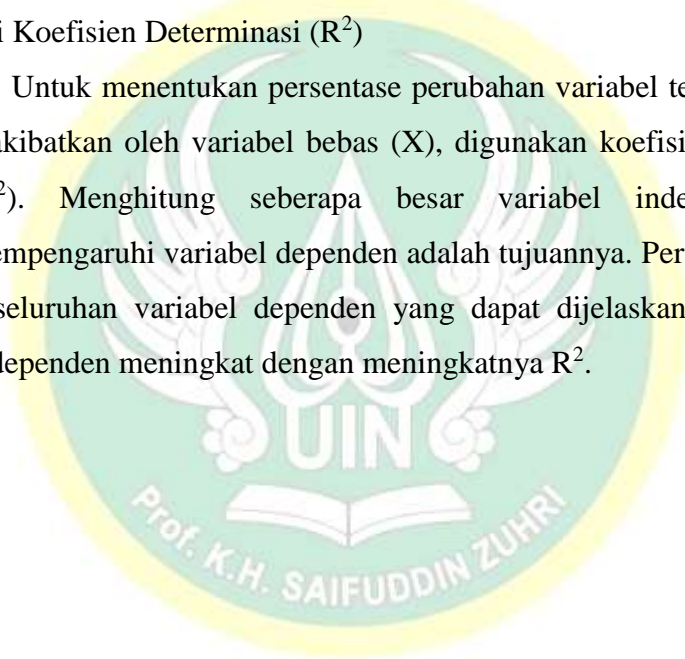 i Koefisien Determinasi (R²)
Untuk menentukan persentase perubahan variabel te
akibatkan oleh variabel bebas (X), digunakan koefisi
²). Menghitung seberapa besar variabel inde
empengaruhi variabel dependen adalah tujuannya. Per
seluruhan variabel dependen yang dapat dijelaskan
dependen meningkat dengan meningkatnya R².
UIN
Prof. K.H. SAIFUDDIN ZUHRI